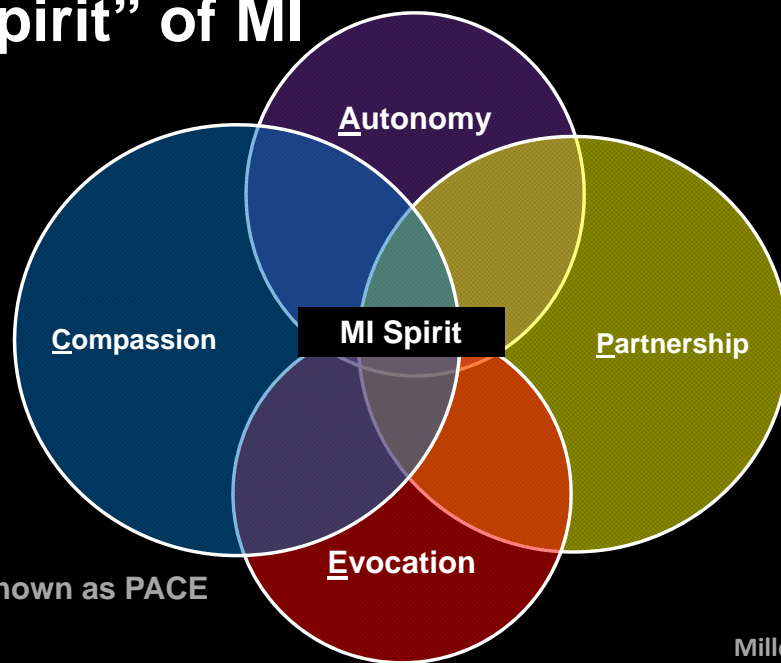 pirit” of MI
Autonomy
Compassion
MI Spirit
Partnership
Evocation
nown as PACE
Mill